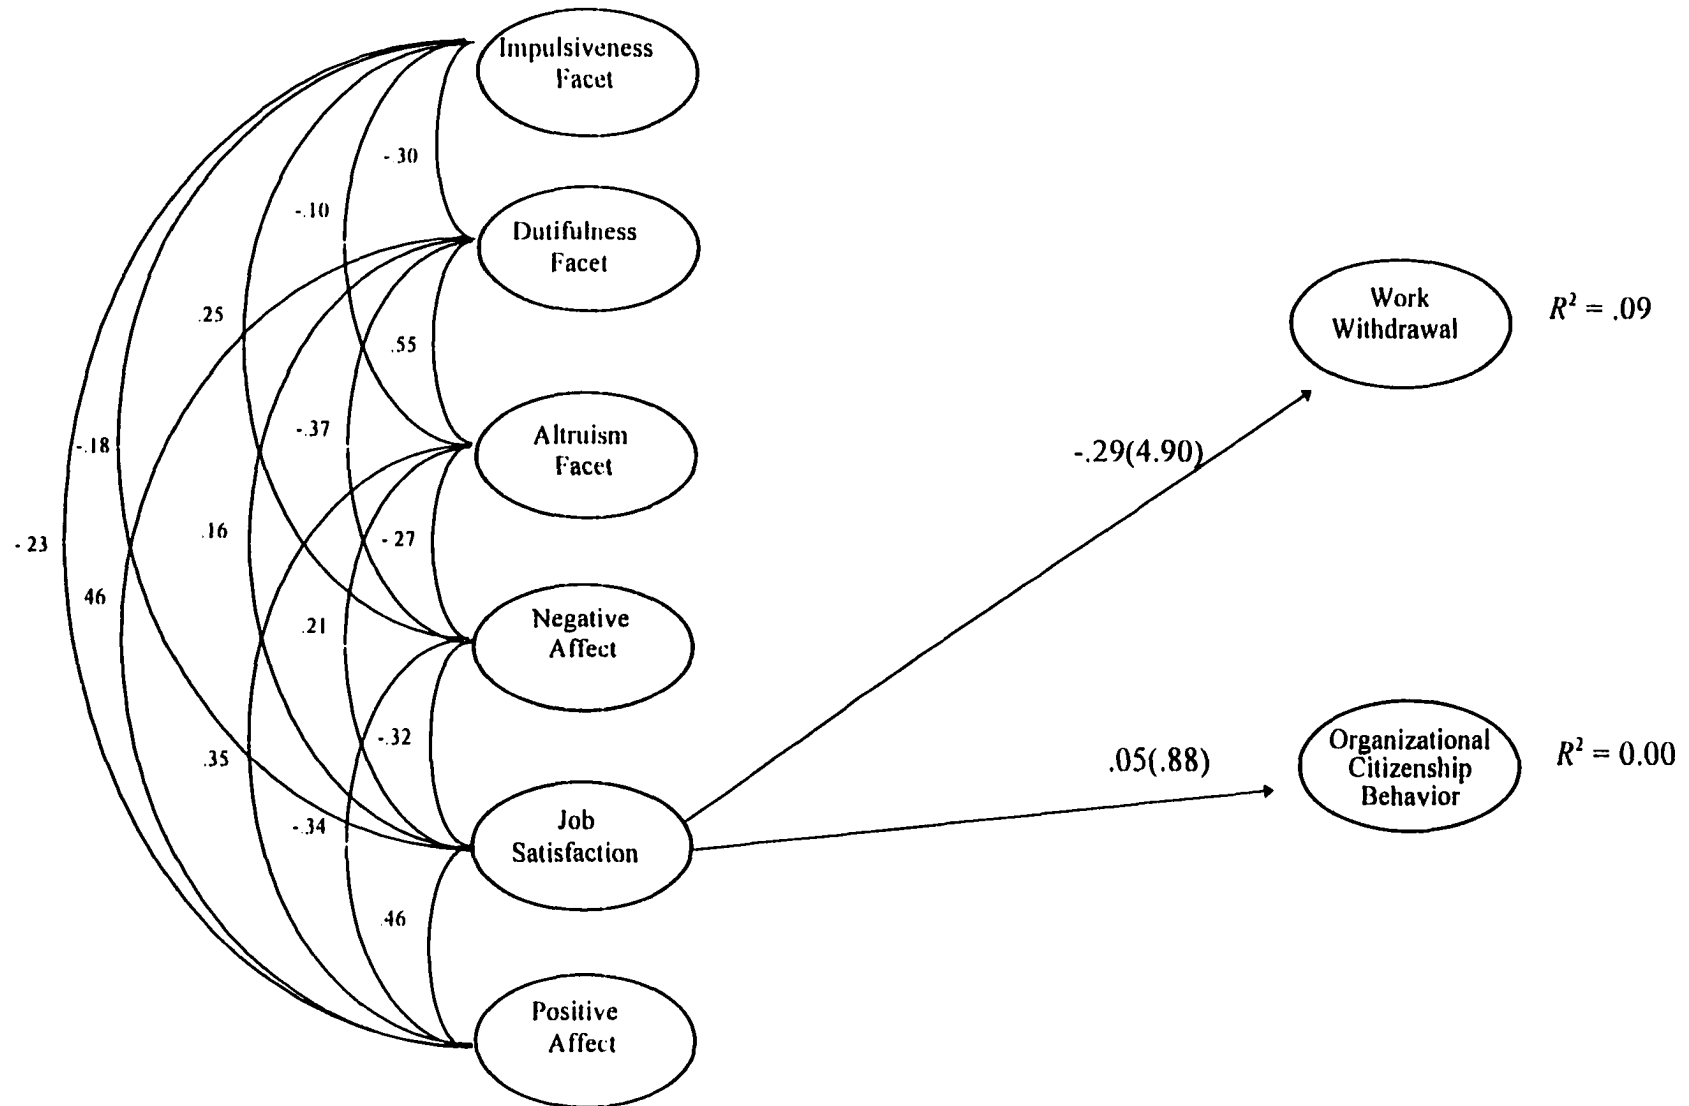 Impulsiveness
Facet
-.30
-.10
Dutifulness
Facet
.25
.55
Work
Withdrawal
R² = .09
-.37
-.18
Altruism
Facet
-.29(4.90)
.16
-.27
-.23
46
.21
Negative
Affect
-.32
.35
Organizational
Citizenship
Behavior
R² = 0.00
.05(.88)
-.34
Job
Satisfaction
.46
Positive
Affect